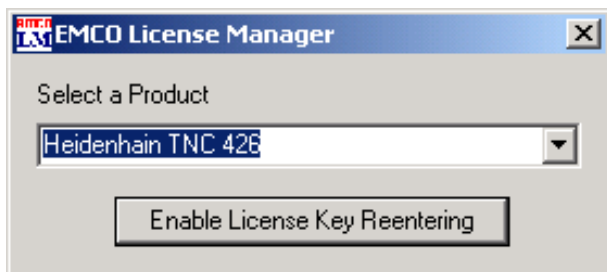 EMCO License Manager
Select a Product
Heidenhain TNC 426
Enable License Key Reentering